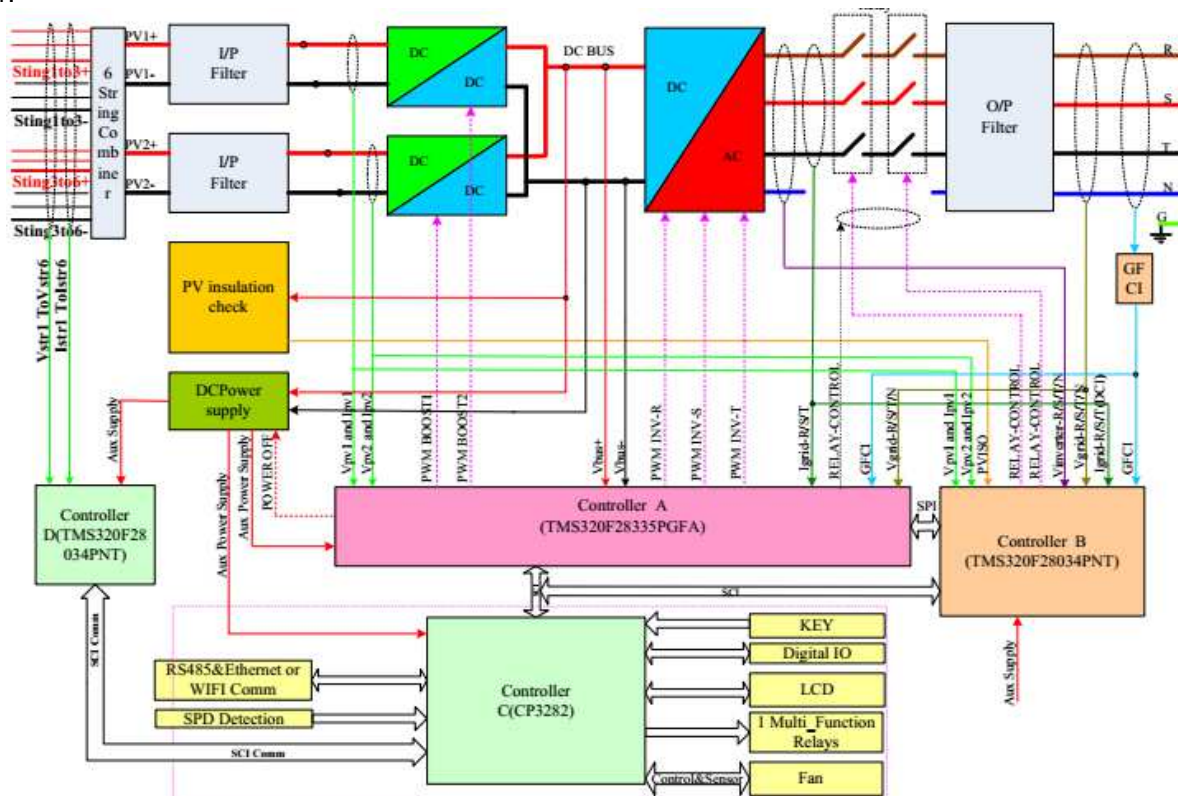 PV1+
PV1-
Sting1to3+
Sting1to3-
PV2+
PV2-
Sting3to6+
Sting3to6-
6
Str
ing Co
mb
ine
r
I/P
Filter
I/P
Filter
DC
DC
DC
DC
DC BUS
DC
AC
O/P
Filter
R
S
T
N
G
GF
CI
Vstr1 ToVstr6
Istr1 ToIstr6
PV insulation
check
DCPower
supply
Aux Supply
Aux Power Supply
Aux Power Supply
POWER OFF
Vpv1 and Ipv1
Vpv2 and Ipv2
PWM BOOST1
PWM BOOST2
Vbus+
Vbus-
PWM INV-R
PWM INV-S
PWM INV-T
Igrid-R/S/T
RELAY-CONTROL
GFCI
Vgrid-R/S/T/N
Vpv1 and Ipv1
Vpv2 and Ipv2
PVISO
RELAY-CONTROL
RELAY-CONTROL
Vinverter-R/S/T/N
Vgrid-R/S/T/N
Igrid-R/S/T (DCI)
GFCI
Controller
D(TMS320F28
034PNT)
Controller A
(TMS320F28335PGFA)
SPI
Controller B
(TMS320F28034PNT)
SCI
SCI Comm
Aux Supply
RS485&Ethernet or
WIFI Comm
SPD Detection
SCI Comm
Controller
C(CP3282)
KEY
Digital IO
LCD
1 Multi_Function
Relays
Control&Sensor
Fan